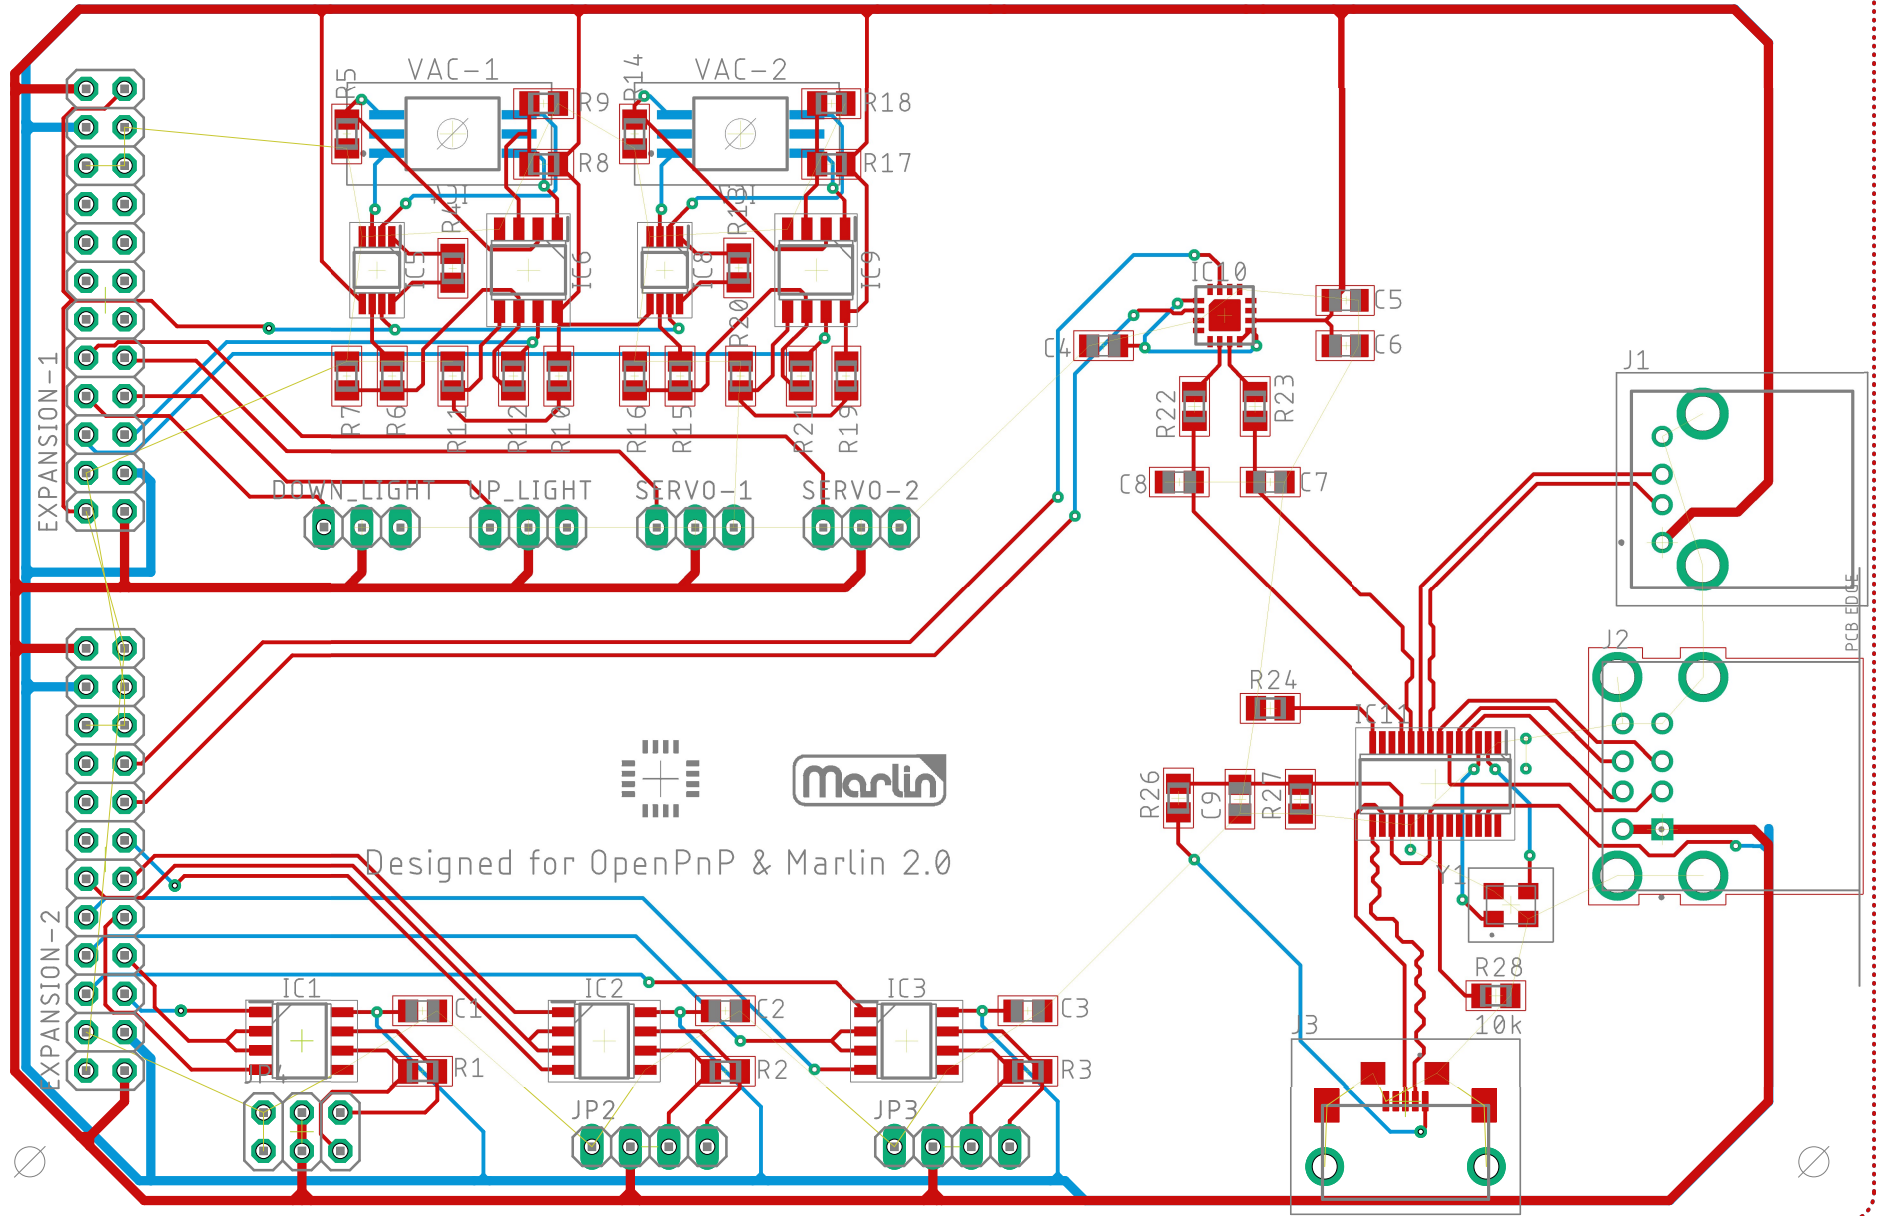 VAC-1
VAC-2
R5
R9
R14
R18
R8
R17
R4
R13
IC5
IC6
IC8
IC9
IC10
C5
C4
C6
R20
J1
R7
R6
R11
R12
R10
R16
R15
R21
R19
R22
R23
EXPANSION-1
DOWN_LIGHT
UP_LIGHT
SERVO-1
SERVO-2
C8
C7
PCB EDGE
J2
R24
IC11
Marlin
R26
C9
R27
Designed for OpenPnP & Marlin 2.0
Y1
EXPANSION-2
IC1
IC2
IC3
R28
C1
C2
C3
10k
J3
JP4
R1
R2
R3
JP2
JP3